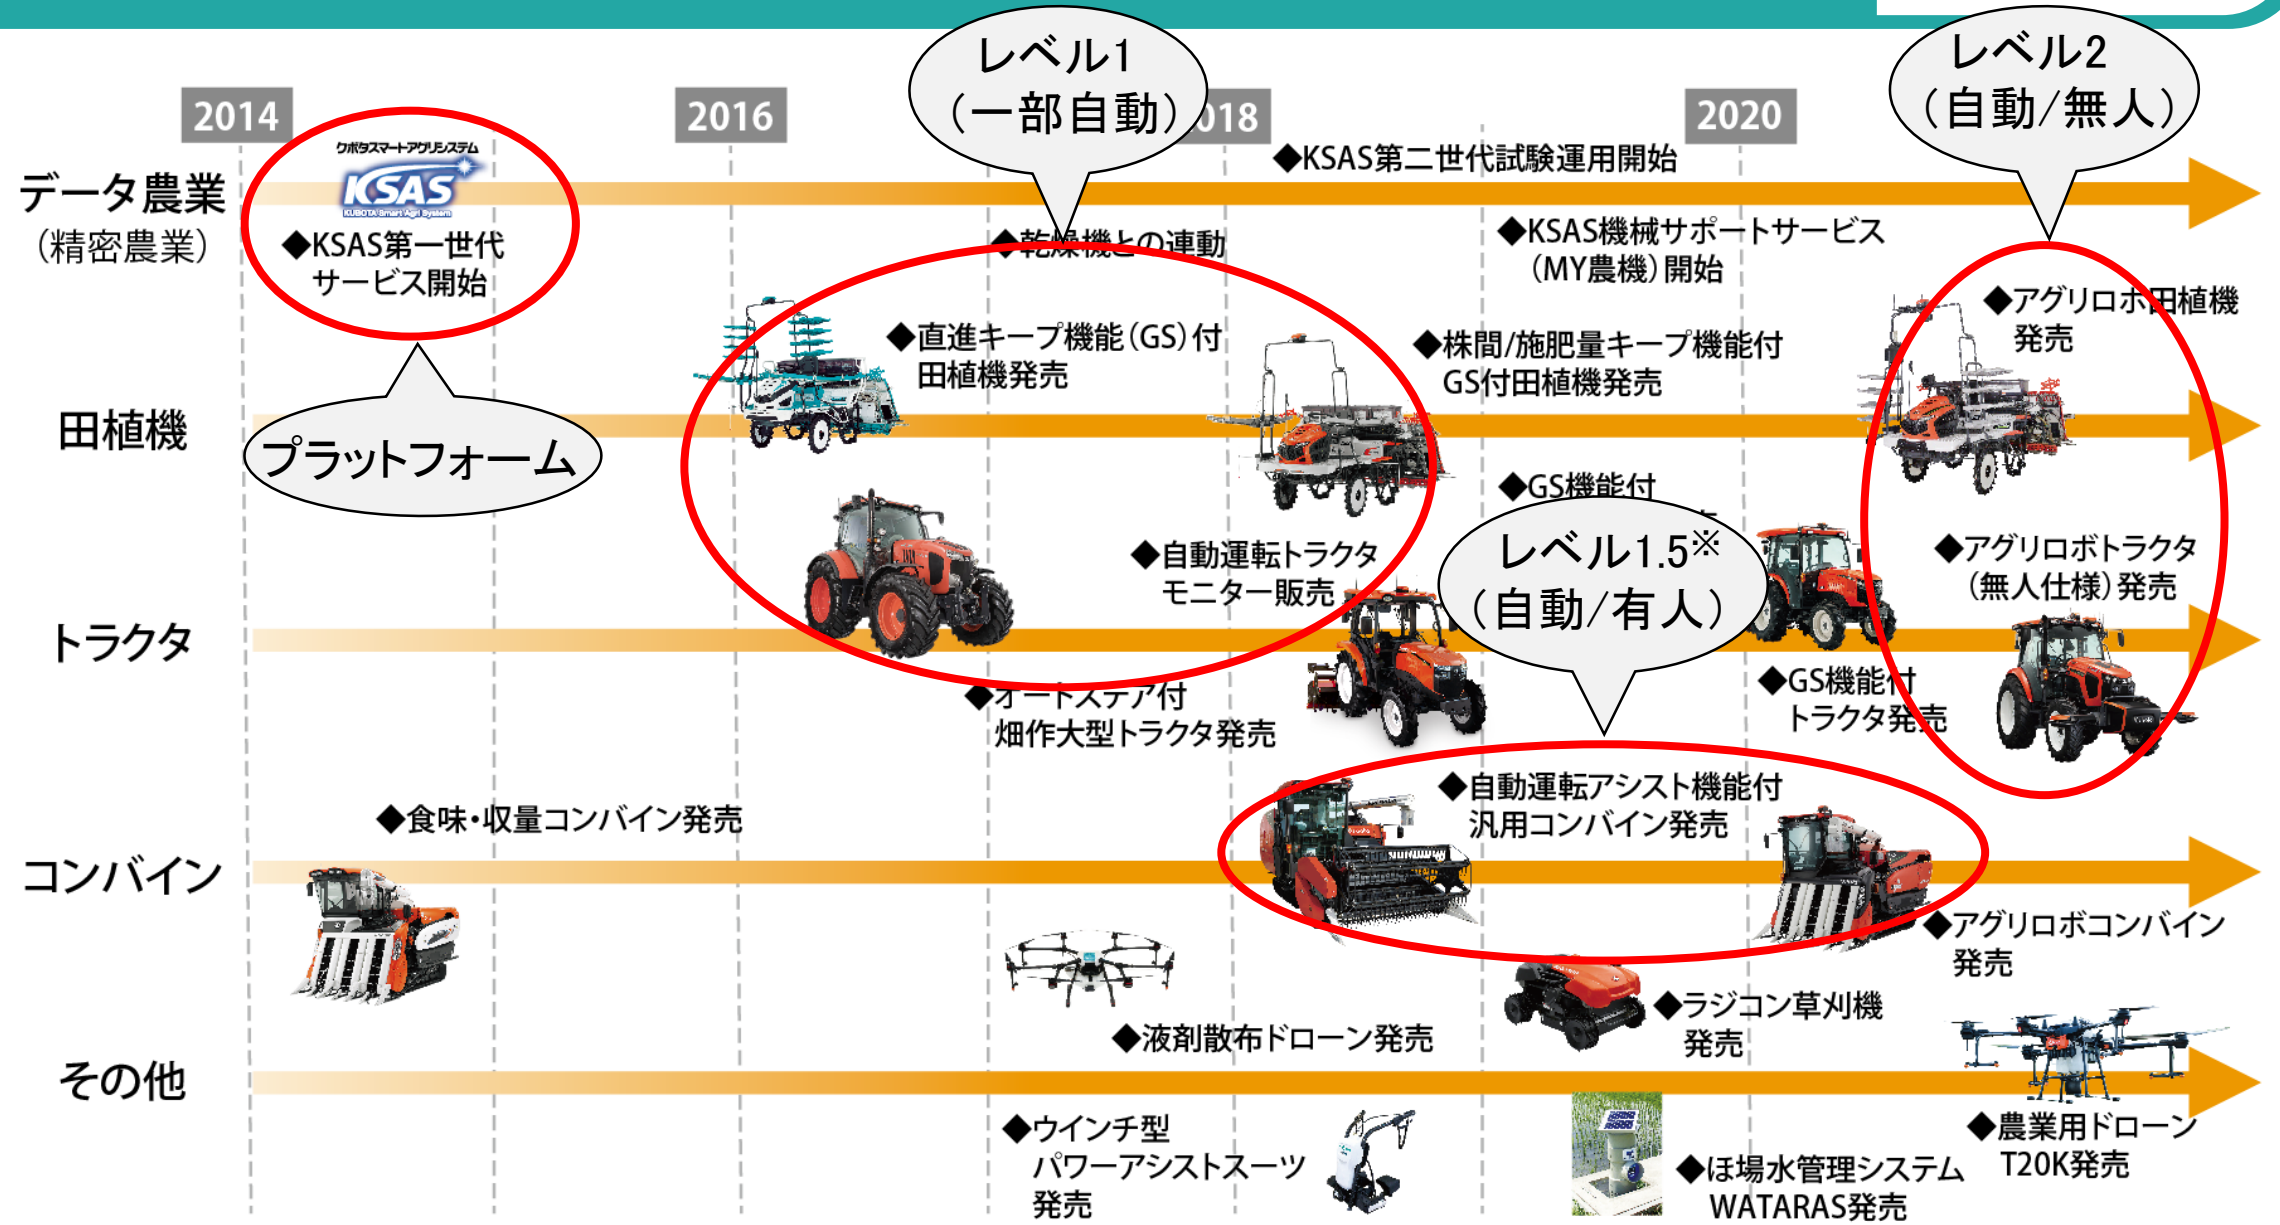 レベル1
（一部自動）
レベル2
（自動/無人）
2014
2016
018
2020
データ農業
（精密農業）
クボタスマートアグリシステム
KSAS
KUBOTA Smart Agri System
◆KSAS第一世代
サービス開始
◆乾燥機との連動
◆KSAS第二世代試験運用開始
◆KSAS機械サポートサービス
（MY農機）開始
プラットフォーム
田植機
◆直進キープ機能（GS）付
田植機発売
◆株間/施肥量キープ機能付
GS付田植機発売
◆アグリロボ田植機
発売
トラクタ
◆オートステア付
畑作大型トラクタ発売
◆自動運転トラクタ
モニター販売
◆GS機能付
レベル1.5※
（自動/有人）
◆GS機能付
トラクタ発売
◆アグリロボトラクタ
（無人仕様）発売
コンバイン
◆食味・収量コンバイン発売
◆自動運転アシスト機能付
汎用コンバイン発売
◆アグリロボコンバイン
発売
その他
◆液剤散布ドローン発売
◆ラジコン草刈機
発売
◆ウインチ型
パワーアシストスーツ
発売
◆ほ場水管理システム
WATARAS発売
◆農業用ドローン
T20K発売